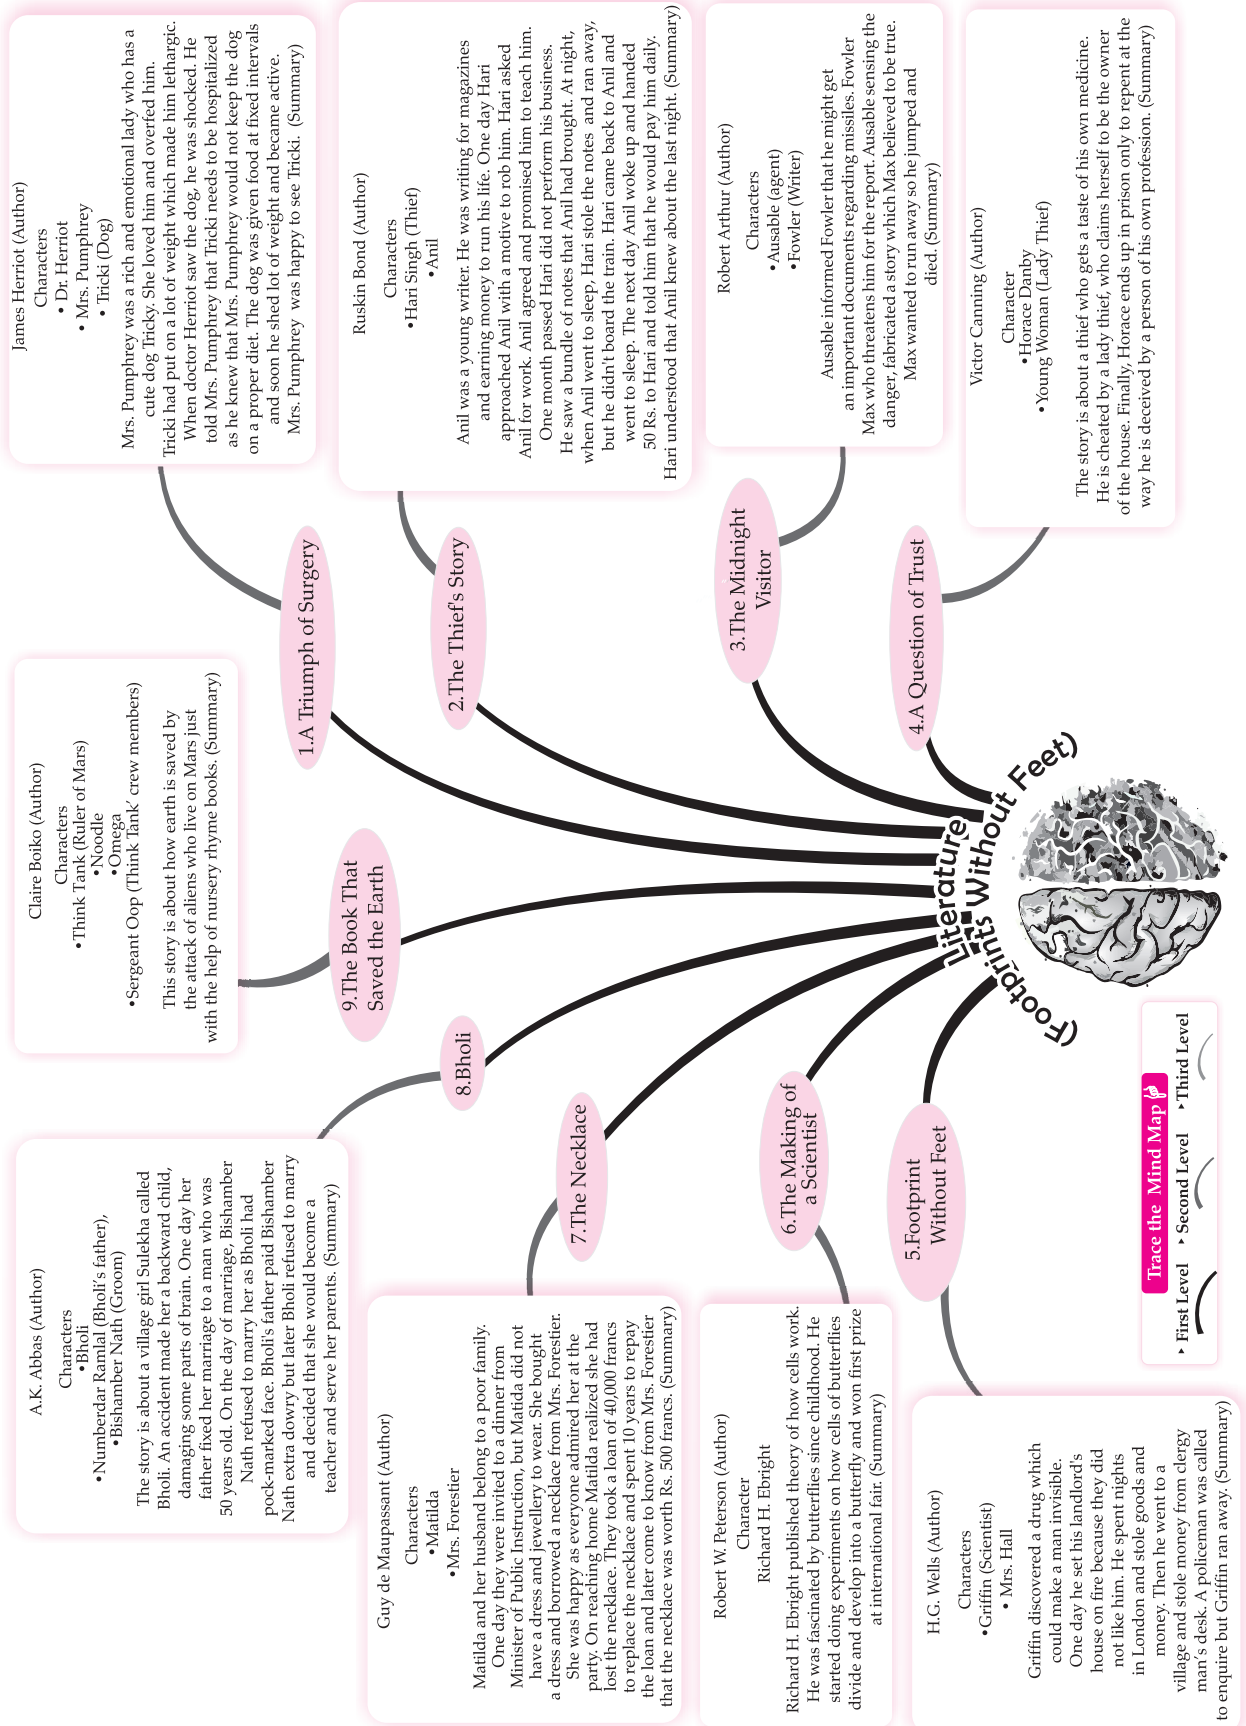 Literature
(Footprints Without Feet)
1.A Triumph of Surgery
James Herriot (Author)
Characters
• Dr. Herriot
• Mrs. Pumphrey
• Tricki (Dog)
Mrs. Pumphrey was a rich and emotional lady who has a
cute dog Tricky. She loved him and overfed him.
Tricki had put on a lot of weight which made him lethargic.
When doctor Herriot saw the dog, he was shocked. He
told Mrs. Pumphrey that Tricki needs to be hospitalized
as he knew that Mrs. Pumphrey would not keep the dog
on a proper diet. The dog was given food at fixed intervals
and soon he shed lot of weight and became active.
Mrs. Pumphrey was happy to see Tricki. (Summary)
2.The Thief's Story
Ruskin Bond (Author)
Characters
•Hari Singh (Thief)
•Anil
Anil was a young writer. He was writing for magazines
and earning money to run his life. One day Hari
approached Anil with a motive to rob him. Hari asked
Anil for work. Anil agreed and promised him to teach him.
One month passed Hari did not perform his business.
He saw a bundle of notes that Anil had brought. At night,
when Anil went to sleep, Hari stole the notes and ran away,
but he didn't board the train. Hari came back to Anil and
went to sleep. The next day Anil woke up and handed
50 Rs. to Hari and told him that he would pay him daily.
Hari understood that Anil knew about the last night. (Summary)
3.The Midnight
Visitor
Robert Arthur (Author)
Characters
•Ausable (agent)
•Fowler (Writer)
Ausable informed Fowler that he might get
an important documents regarding missiles. Fowler
Max who threatens him for the report. Ausable sensing the
danger, fabricated a story which Max believed to be true.
Max wanted to run away so he jumped and
died. (Summary)
4.A Question of Trust
Victor Canning (Author)
Character
•Horace Danby
•Young Woman (Lady Thief)
The story is about a thief who gets a taste of his own medicine.
He is cheated by a lady thief, who claims herself to be the owner
of the house. Finally, Horace ends up in prison only to repent at the
way he is deceived by a person of his own profession. (Summary)
5.Footprint
Without Feet
H.G. Wells (Author)
Characters
•Griffin (Scientist)
• Mrs. Hall
Griffin discovered a drug which
could make a man invisible.
One day he set his landlord's
house on fire because they did
not like him. He spent nights
in London and stole goods and
money. Then he went to a
village and stole money from clergy
man's desk. A policeman was called
to enquire but Griffin ran away. (Summary)
6.The Making of
a Scientist
Robert W. Peterson (Author)
Character
Richard H. Ebright
Richard H. Ebright published theory of how cells work.
He was fascinated by butterflies since childhood. He
started doing experiments on how cells of butterflies
divide and develop into a butterfly and won first prize
at international fair. (Summary)
7.The Necklace
Guy de Maupassant (Author)
Characters
•Matilda
•Mrs. Forestier
Matilda and her husband belong to a poor family.
One day they were invited to a dinner from
Minister of Public Instruction, but Matida did not
have a dress and jewellery to wear. She bought
a dress and borrowed a necklace from Mrs. Forestier.
She was happy as everyone admired her at the
party. On reaching home Matilda realized she had
lost the necklace. They took a loan of 40,000 francs
to replace the necklace and spent 10 years to repay
the loan and later come to know from Mrs. Forestier
that the necklace was worth Rs. 500 francs. (Summary)
8.Bholi
A.K. Abbas (Author)
Characters
•Bholi
•Numberdar Ramlal (Bholi's father),
•Bishamber Nath (Groom)
The story is about a village girl Sulekha called
Bholi. An accident made her a backward child,
damaging some parts of brain. One day her
father fixed her marriage to a man who was
50 years old. On the day of marriage, Bishamber
Nath refused to marry her as Bholi had
pock-marked face. Bholi's father paid Bishamber
Nath extra dowry but later Bholi refused to marry
and decided that she would become a
teacher and serve her parents. (Summary)
9.The Book That
Saved the Earth
Claire Boiko (Author)
Characters
•Think Tank (Ruler of Mars)
•Noodle
•Omega
•Sergeant Oop (Think Tank' crew members)
This story is about how earth is saved by
the attack of aliens who live on Mars just
with the help of nursery rhyme books. (Summary)
Trace the Mind Map
First Level
Second Level
Third Level